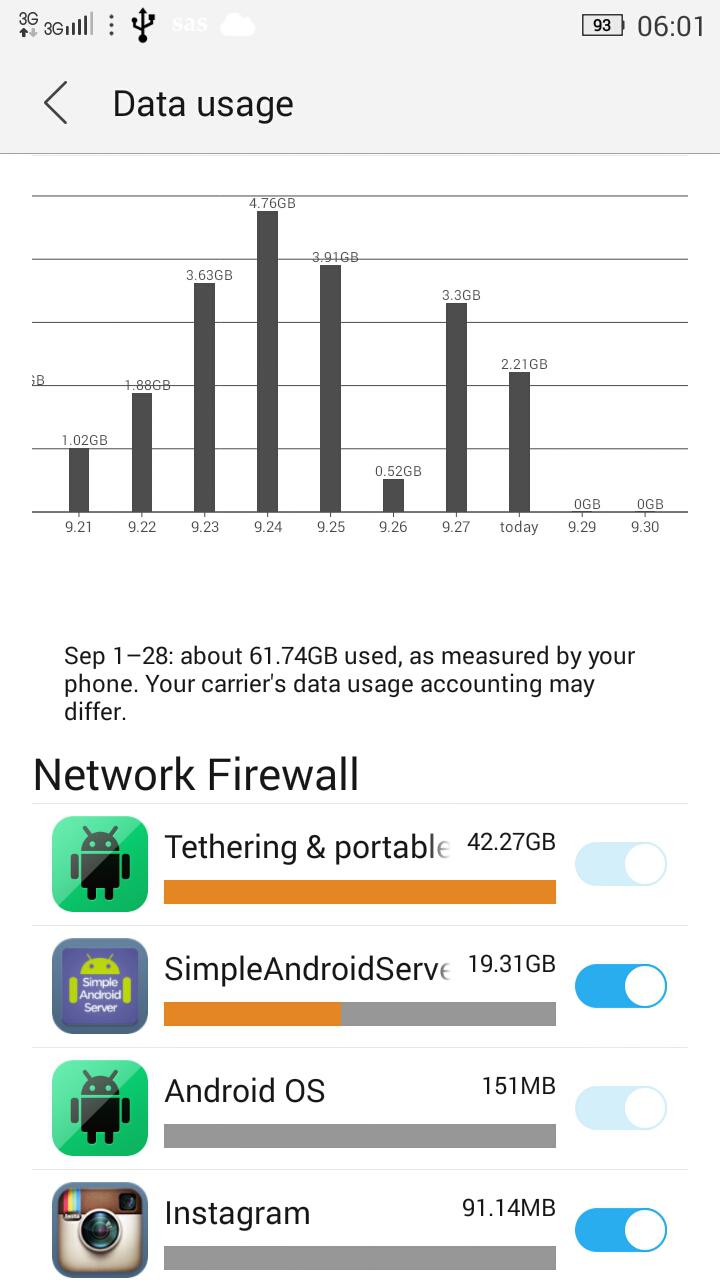 3G 3G sas 93 06:01
Data usage
4.76GB
3.91GB
3.63GB
3.3GB
2.21GB
GB
1.88GB
1.02GB
0.52GB
0GB 0GB
9.21 9.22 9.23 9.24 9.25 9.26 9.27 today 9.29 9.30
Sep 1–28: about 61.74GB used, as measured by your
phone. Your carrier's data usage accounting may
differ.
Network Firewall
Tethering & portable 42.27GB
SimpleAndroidServe 19.31GB
Simple
Android
Server
Android OS 151MB
Instagram 91.14MB